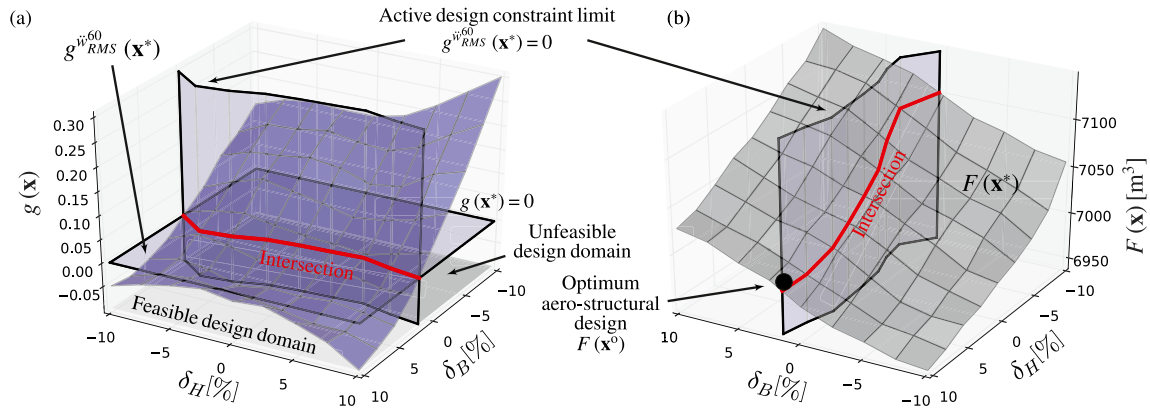 (a)
Active design constraint limit
g^{ẅ^{60}_{RMS}} (x*) = 0
(b)
g^{ẅ^{60}_{RMS}} (x*)
0.30
0.25
0.20
0.15
0.10
0.05
0.00
−0.05
g (x)
g (x*) = 0
Unfeasible
design domain
Intersection
Feasible design domain
−10
−5
0
5
10
δ_H [%]
−10
−5
0
5
10
δ_B [%]
Optimum
aero-structural
design
F (x°)
Intersection
F (x*)
7100
7050
7000
6950
F (x) [m³]
10
5
0
−5
−10
δ_B [%]
−10
−5
0
5
10
δ_H [%]